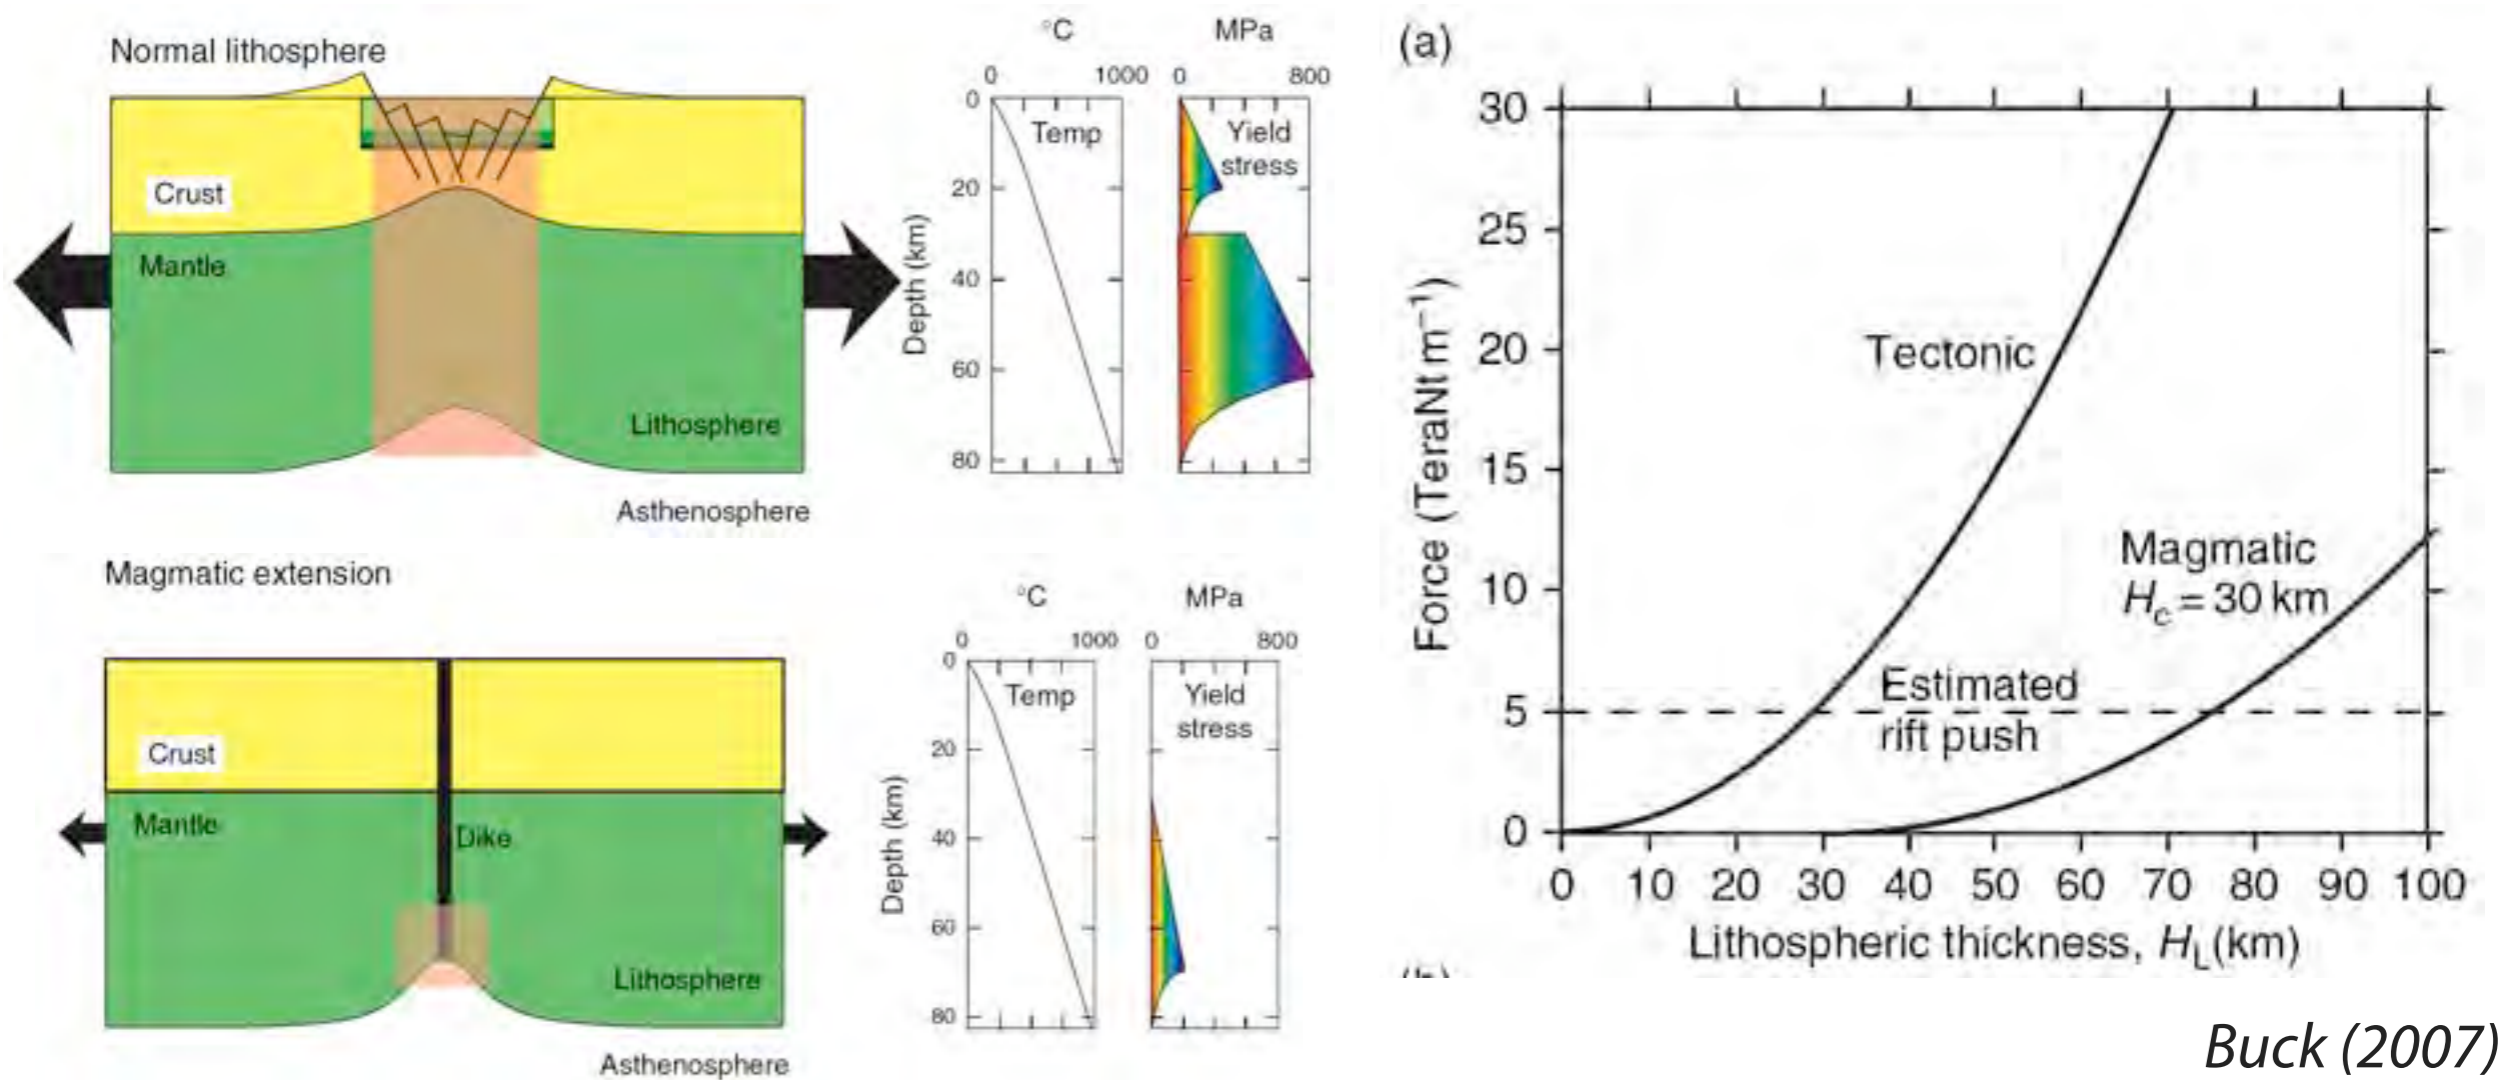 Normal lithosphere
Crust
Mantle
Lithosphere
Asthenosphere
°C
0 1000
Temp
Depth (km)
0
20
40
60
80
MPa
0 800
Yield
stress
Magmatic extension
Crust
Mantle
Dike
Lithosphere
Asthenosphere
°C
0 1000
Temp
Depth (km)
0
20
40
60
80
MPa
0 800
Yield
stress
(a)
Force (TeraNt m⁻¹)
30
25
20
15
10
5
0
Tectonic
Magmatic
H_c = 30 km
Estimated
rift push
0 10 20 30 40 50 60 70 80 90 100
Lithospheric thickness, H_L(km)
Buck (2007)